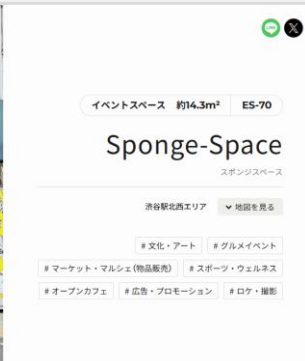 LINE
イベントスペース 約14.3m² ES-70
Sponge-Space
スポンジスペース
渋谷駅北西エリア 地図を見る
# 文化・アート # グルメイベント
# マーケット・マルシェ(物品販売) # スポーツ・ウェルネス
# オープンカフェ # 広告・プロモーション # ロケ・撮影